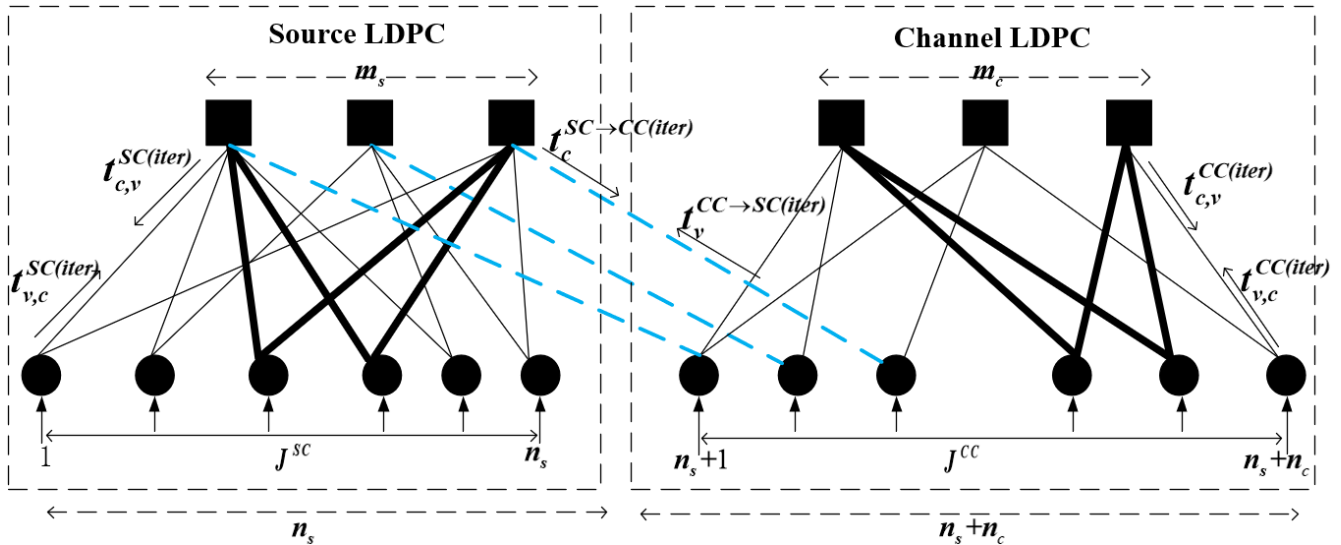 Source LDPC
Channel LDPC
m_s
m_c
t_c^{SC→CC(iter)}
t_{c,v}^{SC(iter)}
t_{c,v}^{CC(iter)}
t_v^{CC→SC(iter)}
t_{v,c}^{SC(iter)}
t_{v,c}^{CC(iter)}
1
J^{SC}
n_s
n_s+1
J^{CC}
n_s+n_c
n_s
n_s+n_c